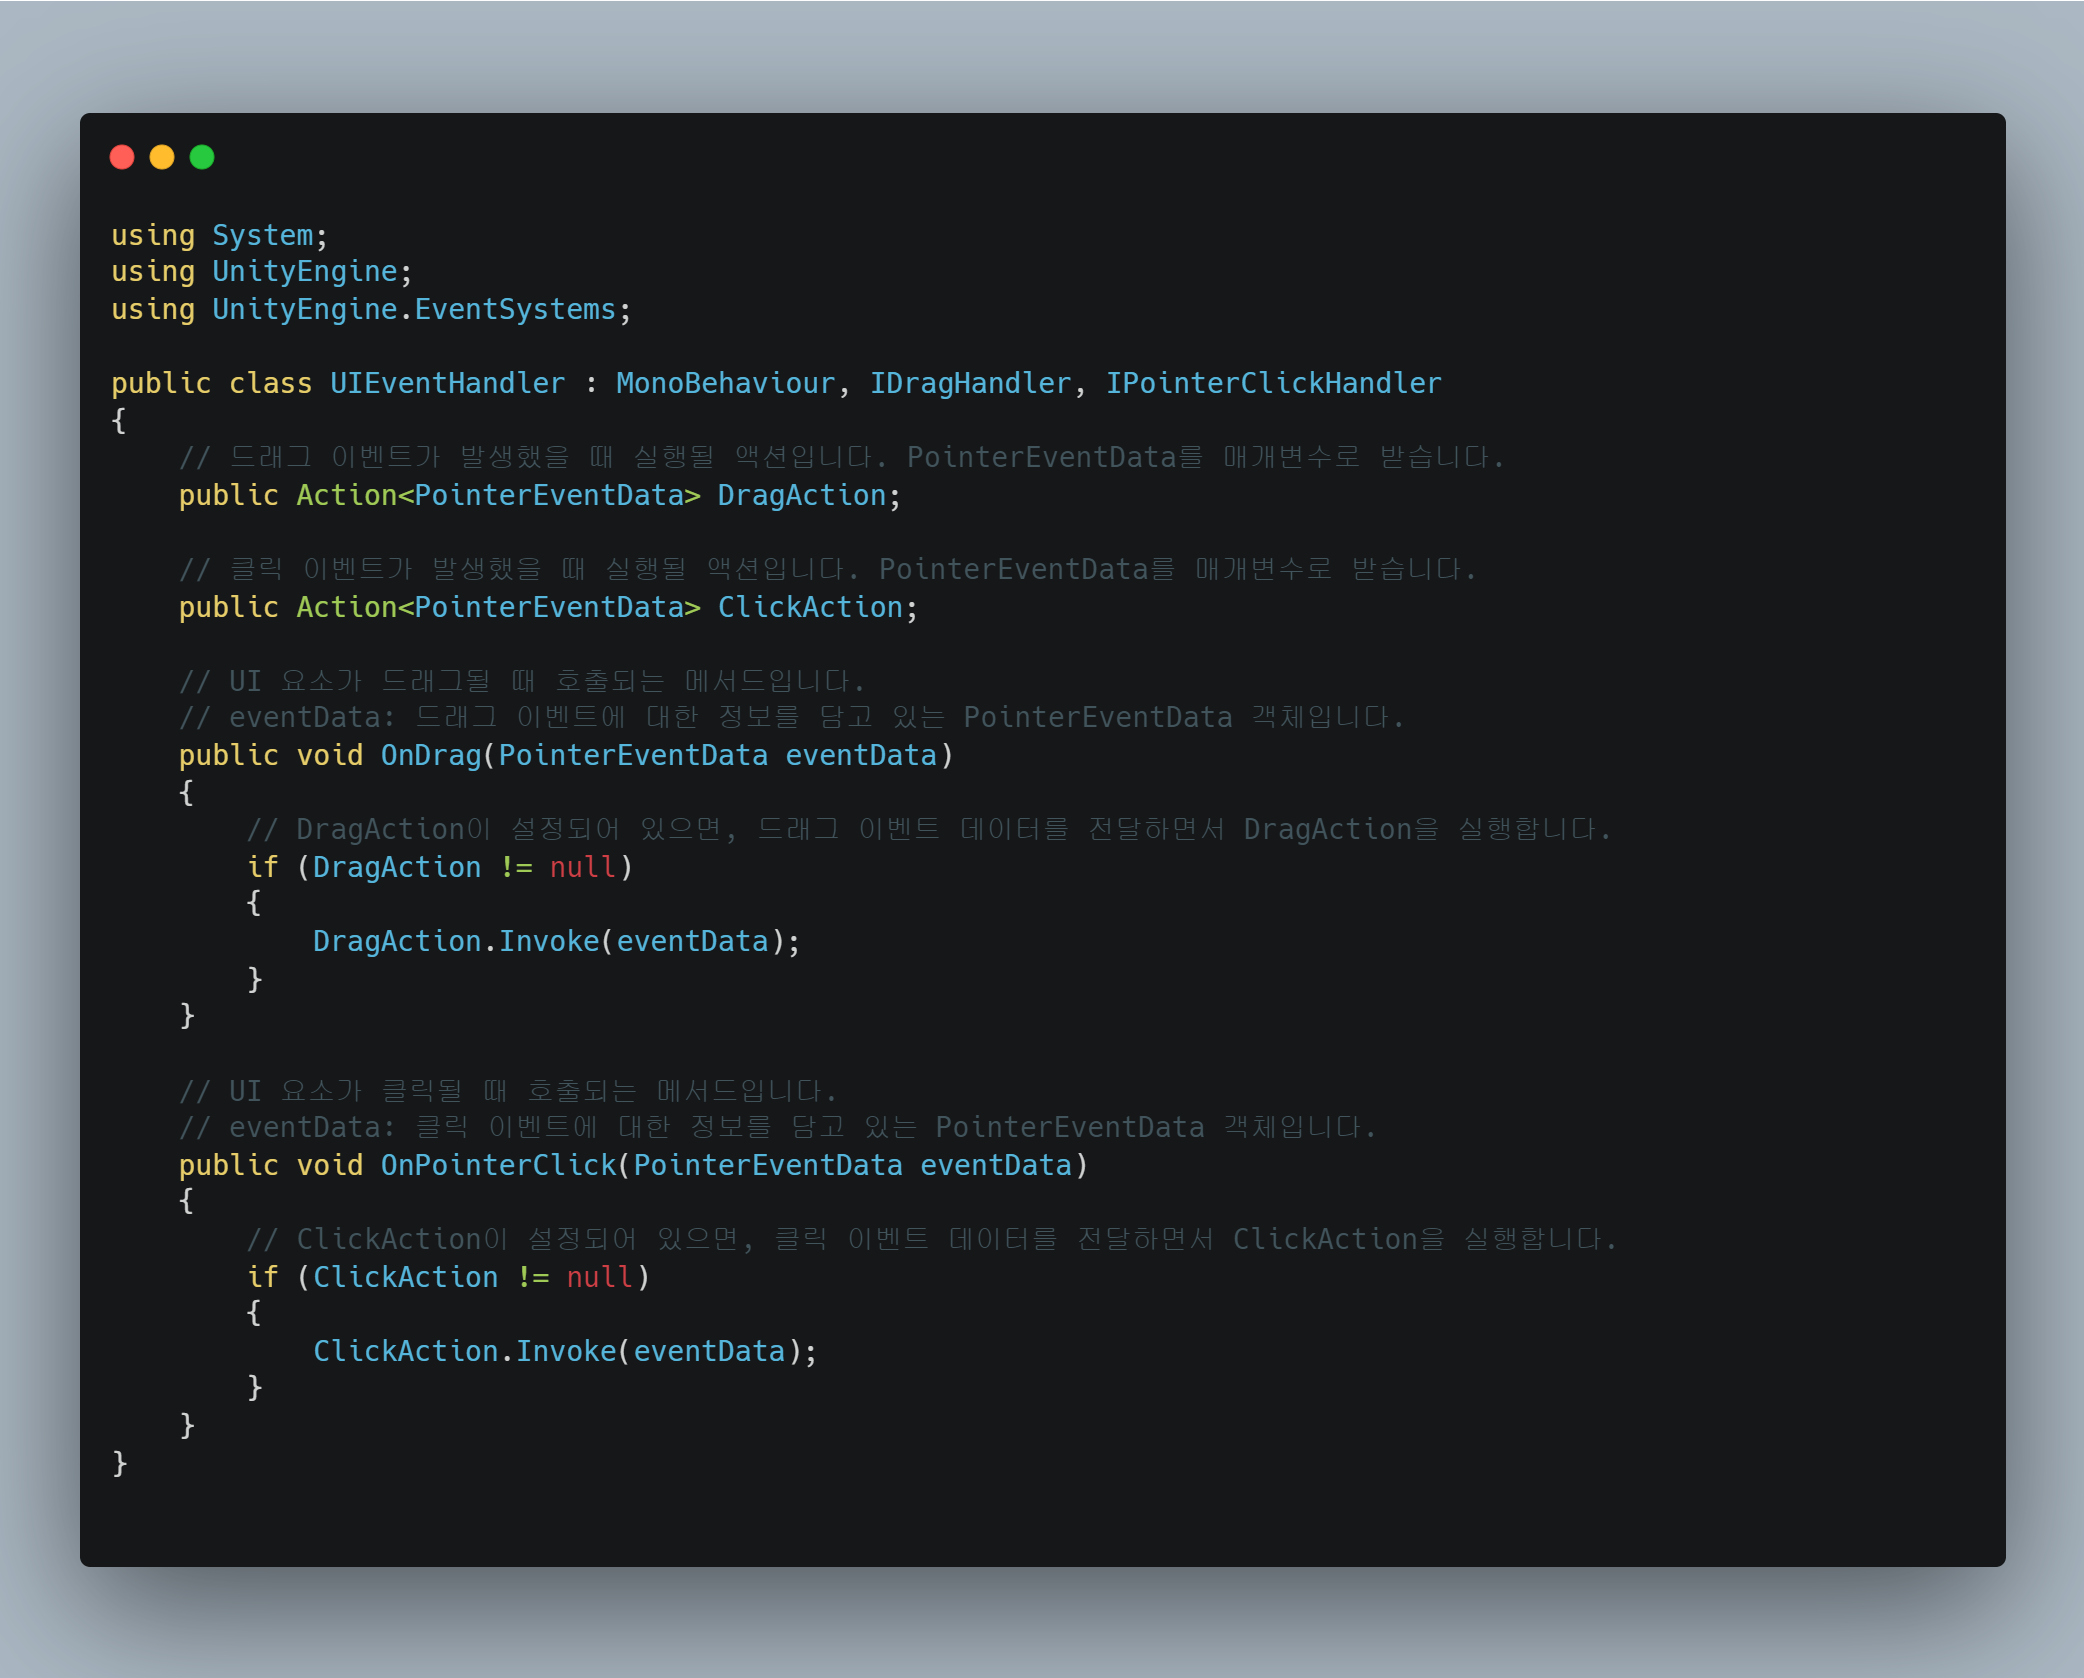 using System;
using UnityEngine;
using UnityEngine.EventSystems;

public class UIEventHandler : MonoBehaviour, IDragHandler, IPointerClickHandler
{
    // 드래그 이벤트가 발생했을 때 실행될 액션입니다. PointerEventData를 매개변수로 받습니다.
    public Action<PointerEventData> DragAction;

    // 클릭 이벤트가 발생했을 때 실행될 액션입니다. PointerEventData를 매개변수로 받습니다.
    public Action<PointerEventData> ClickAction;

    // UI 요소가 드래그될 때 호출되는 메서드입니다.
    // eventData: 드래그 이벤트에 대한 정보를 담고 있는 PointerEventData 객체입니다.
    public void OnDrag(PointerEventData eventData)
    {
        // DragAction이 설정되어 있으면, 드래그 이벤트 데이터를 전달하면서 DragAction을 실행합니다.
        if (DragAction != null)
        {
            DragAction.Invoke(eventData);
        }
    }

    // UI 요소가 클릭될 때 호출되는 메서드입니다.
    // eventData: 클릭 이벤트에 대한 정보를 담고 있는 PointerEventData 객체입니다.
    public void OnPointerClick(PointerEventData eventData)
    {
        // ClickAction이 설정되어 있으면, 클릭 이벤트 데이터를 전달하면서 ClickAction을 실행합니다.
        if (ClickAction != null)
        {
            ClickAction.Invoke(eventData);
        }
    }
}